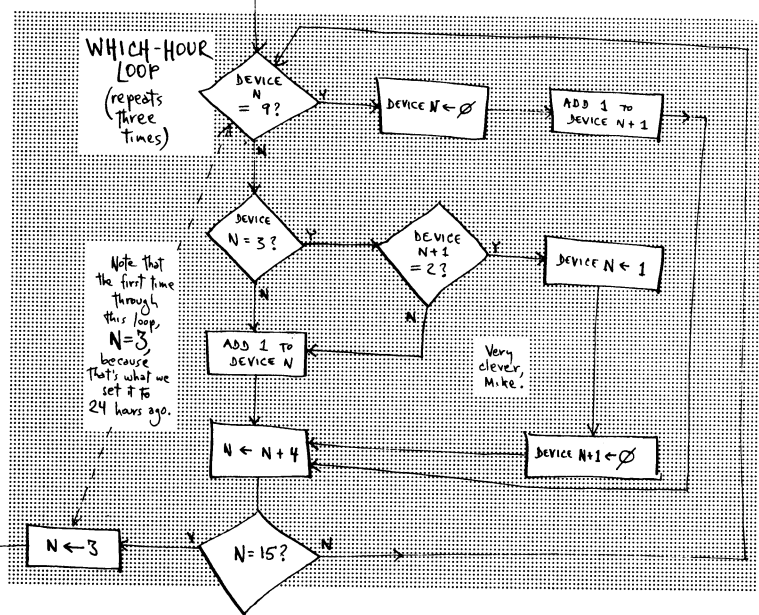 WHICH-HOUR
LOOP
(repeats
three
times)
DEVICE
N
= 9?
Y
DEVICE N ← ∅
ADD 1 TO
DEVICE N+1
N
DEVICE
N = 3?
Y
DEVICE
N+1
= 2?
Y
DEVICE N ← 1
N
N
Note that
the first time
through
this loop,
N=3,
because
that's what we
set it to
24 hours ago.
ADD 1 TO
DEVICE N
Very
clever,
Mike.
N ← N+4
DEVICE N+1 ← ∅
N ← 3
Y
N=15?
N